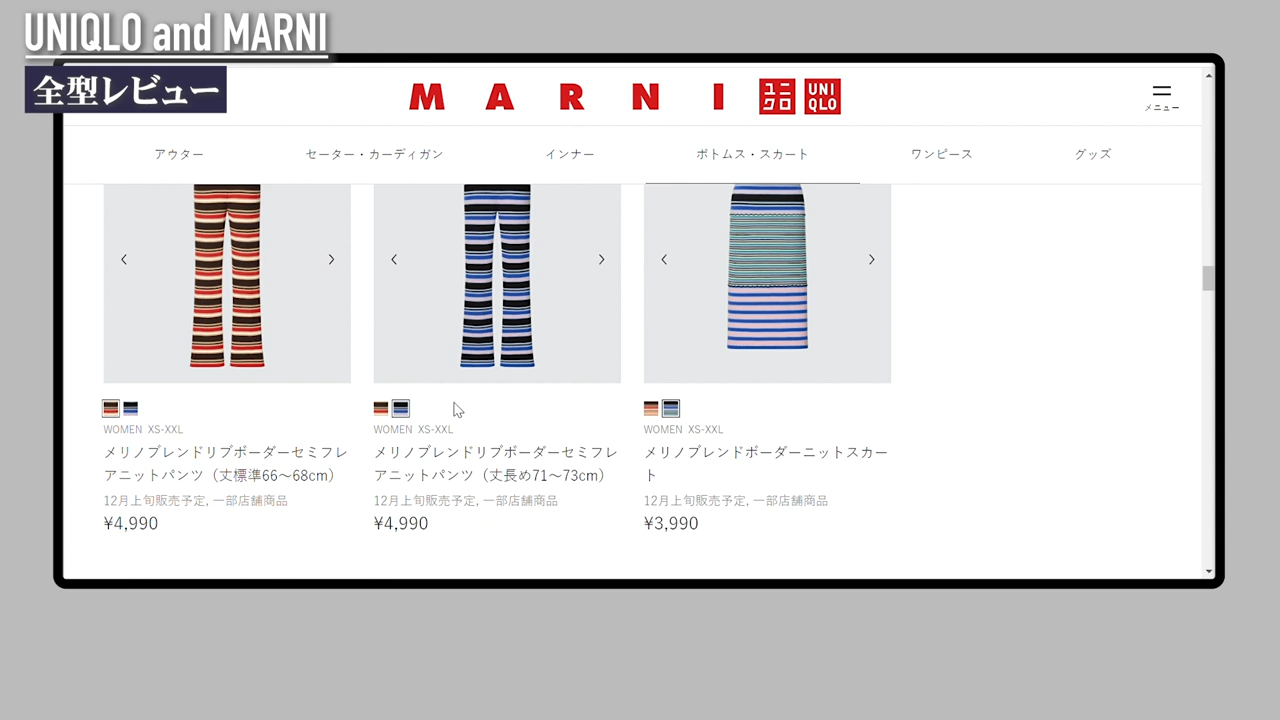 UNIQLO and MARNI
全型レビュー
MARNI ユニクロ UNIQLO
メニュー
アウター セーター・カーディガン インナー ボトムス・スカート ワンピース グッズ
WOMEN XS-XXL
メリノブレンドリブボーダーセミフレ
アニットパンツ（丈標準66～68cm）
12月上旬販売予定, 一部店舗商品
¥4,990
WOMEN XS-XXL
メリノブレンドリブボーダーセミフレ
アニットパンツ（丈長め71～73cm）
12月上旬販売予定, 一部店舗商品
¥4,990
WOMEN XS-XXL
メリノブレンドボーダーニットスカー
ト
12月上旬販売予定, 一部店舗商品
¥3,990